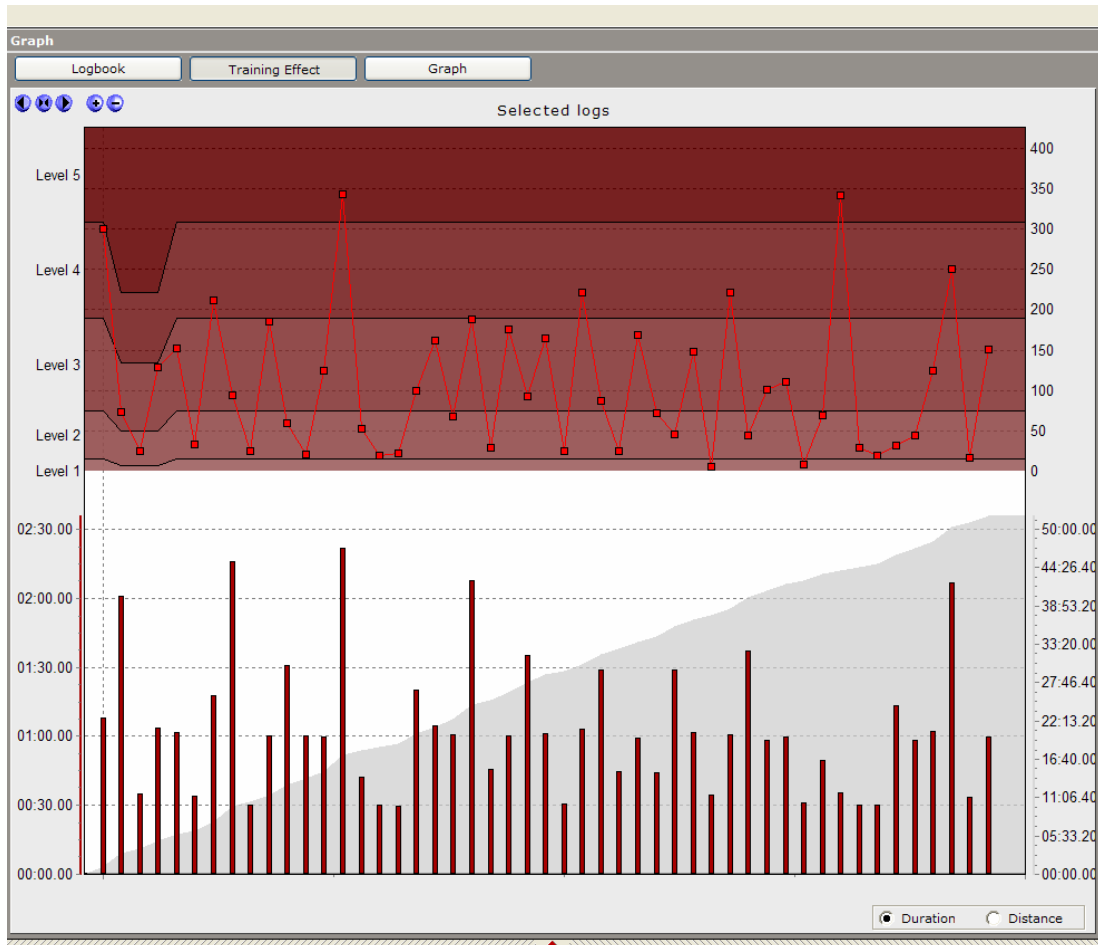 Graph
Logbook Training Effect Graph
Selected logs
Level 5
Level 4
Level 3
Level 2
Level 1
400
350
300
250
200
150
100
50
0
02:30.00
02:00.00
01:30.00
01:00.00
00:30.00
00:00.00
50:00.00
44:26.40
38:53.20
33:20.00
27:46.40
22:13.20
16:40.00
11:06.40
05:33.20
00:00.00
Duration Distance